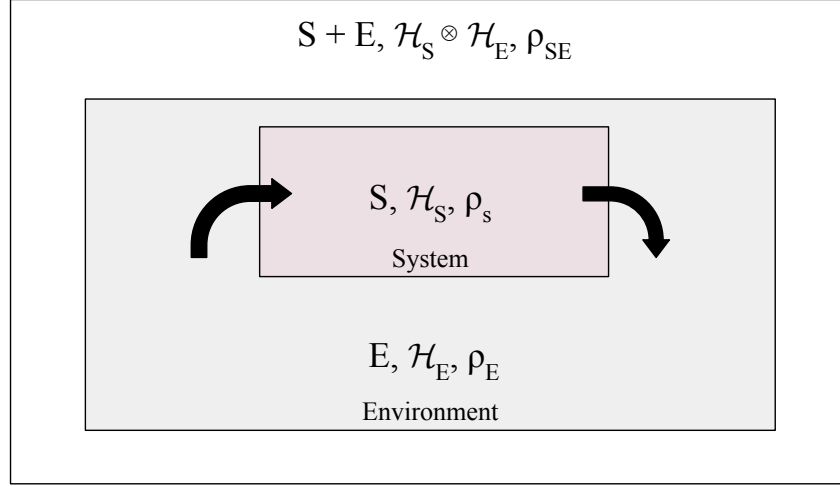 S + E, ℋ_S ⊗ ℋ_E, ρ_SE
S, ℋ_S, ρ_s
System
E, ℋ_E, ρ_E
Environment